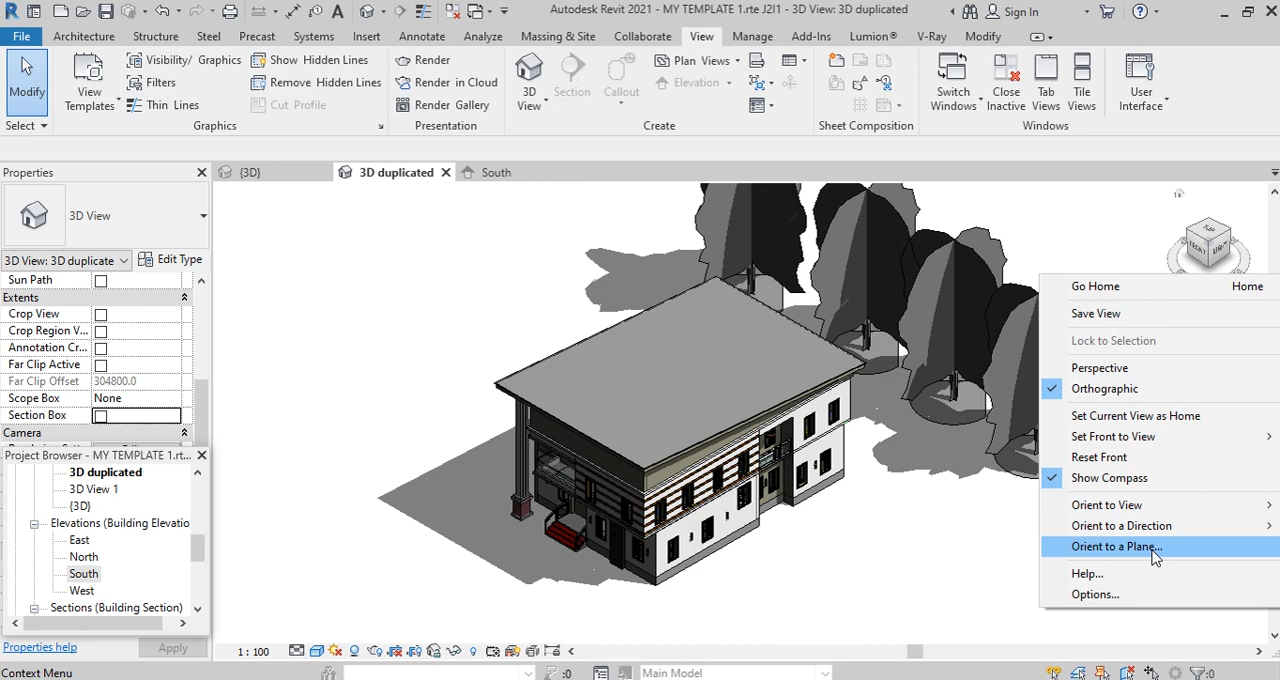 Autodesk Revit 2021 - MY TEMPLATE 1.rte J2I1 - 3D View: 3D duplicated
Sign In
File Architecture Structure Steel Precast Systems Insert Annotate Analyze Massing & Site Collaborate View Manage Add-Ins Lumion® V-Ray Modify
Modify
View Templates
Visibility/ Graphics
Filters
Thin Lines
Show Hidden Lines
Remove Hidden Lines
Cut Profile
Render
Render in Cloud
Render Gallery
3D View
Section
Callout
Plan Views
Elevation
Switch Windows
Close Inactive
Tab Views
Tile Views
User Interface
Select
Graphics
Presentation
Create
Sheet Composition
Windows
Properties
{3D}
3D duplicated
South
3D View
3D View: 3D duplicate
Edit Type
Sun Path
Extents
Crop View
Crop Region V...
Annotation Cr...
Far Clip Active
Far Clip Offset 304800.0
Scope Box None
Section Box
Camera
Project Browser - MY TEMPLATE 1.rt...
3D duplicated
3D View 1
{3D}
Elevations (Building Elevatio
East
North
South
West
Sections (Building Section)
Properties help
Apply
TOP
FRONT
Go Home Home
Save View
Lock to Selection
Perspective
Orthographic
Set Current View as Home
Set Front to View
Reset Front
Show Compass
Orient to View
Orient to a Direction
Orient to a Plane...
Help...
Options...
1 : 100
Context Menu
:0
Main Model
:0